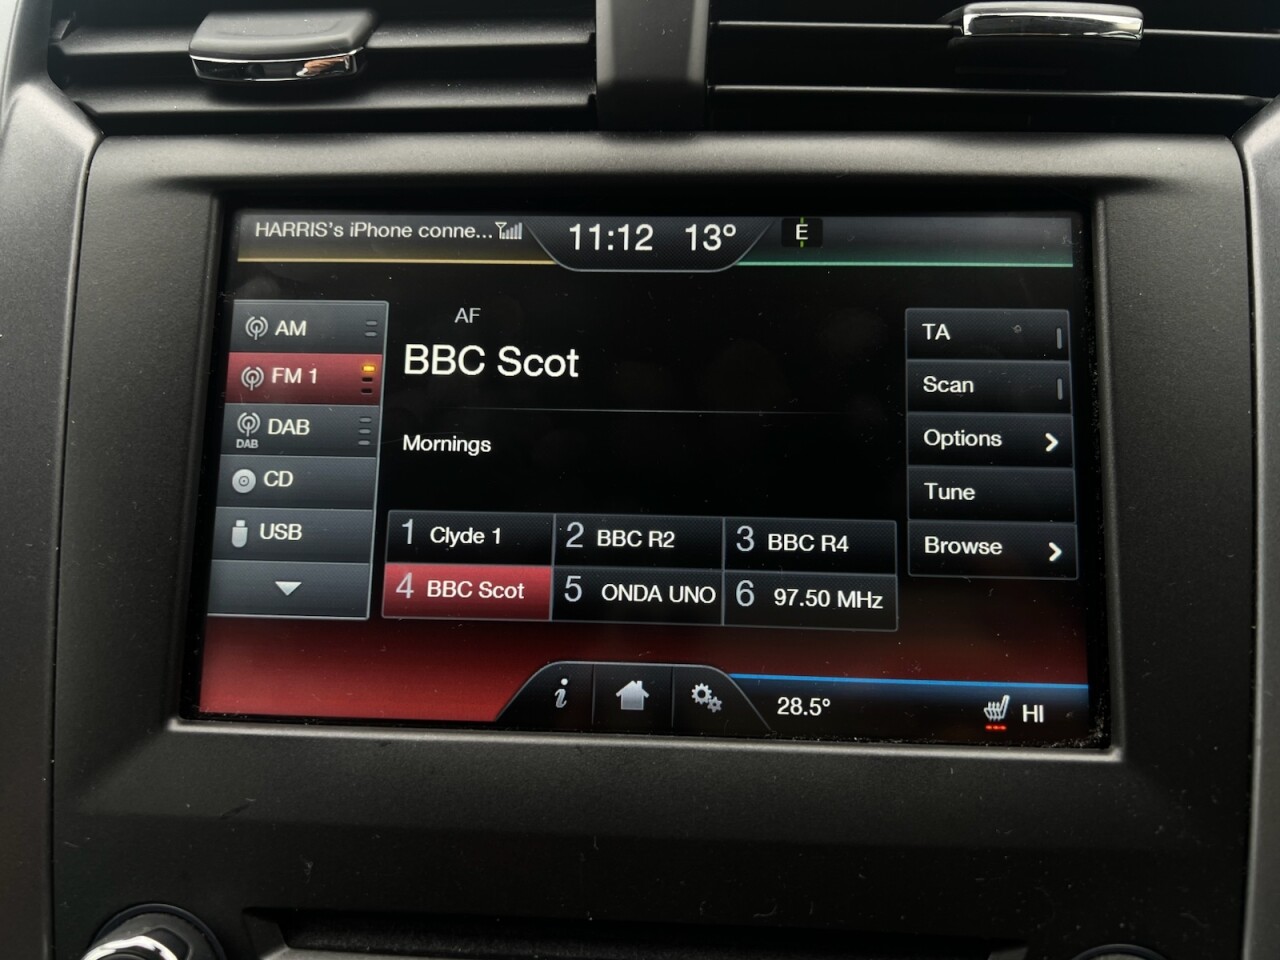 HARRIS's iPhone conne...
11:12 13°
E
AM
FM 1
DAB
DAB
CD
USB
AF
BBC Scot
Mornings
1 Clyde 1
2 BBC R2
3 BBC R4
4 BBC Scot
5 ONDA UNO
6 97.50 MHz
TA
Scan
Options
Tune
Browse
i
28.5°
HI